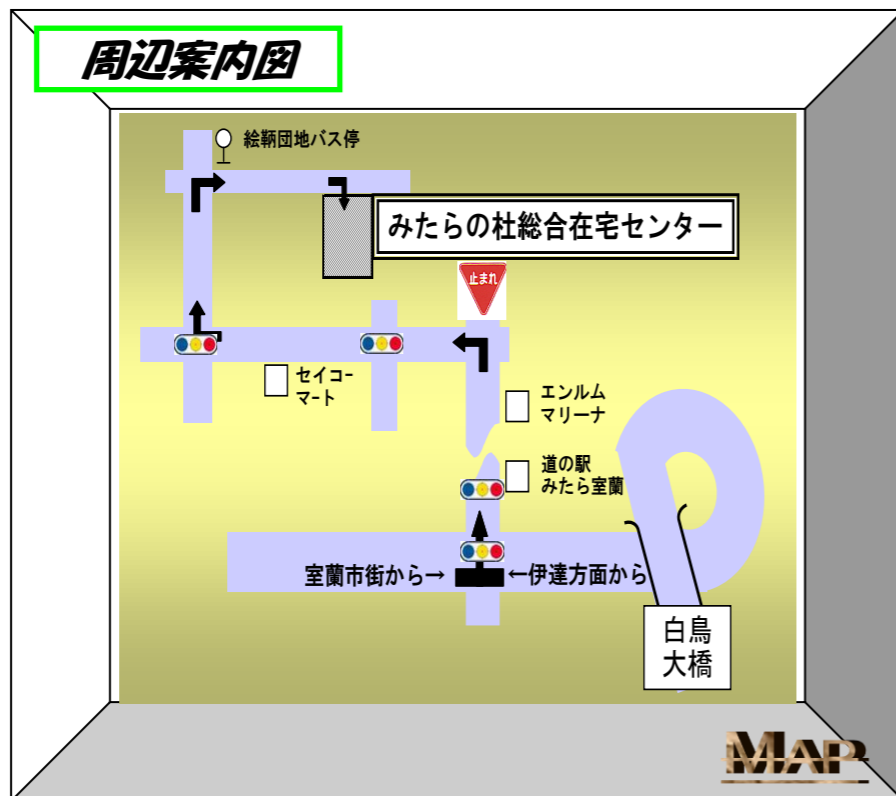 周辺案内図
絵鞆団地バス停
みたらの杜総合在宅センター
止まれ
セイコー
マート
エンルム
マリーナ
道の駅
みたら室蘭
室蘭市街から→
←伊達方面から
白鳥
大橋
MAP